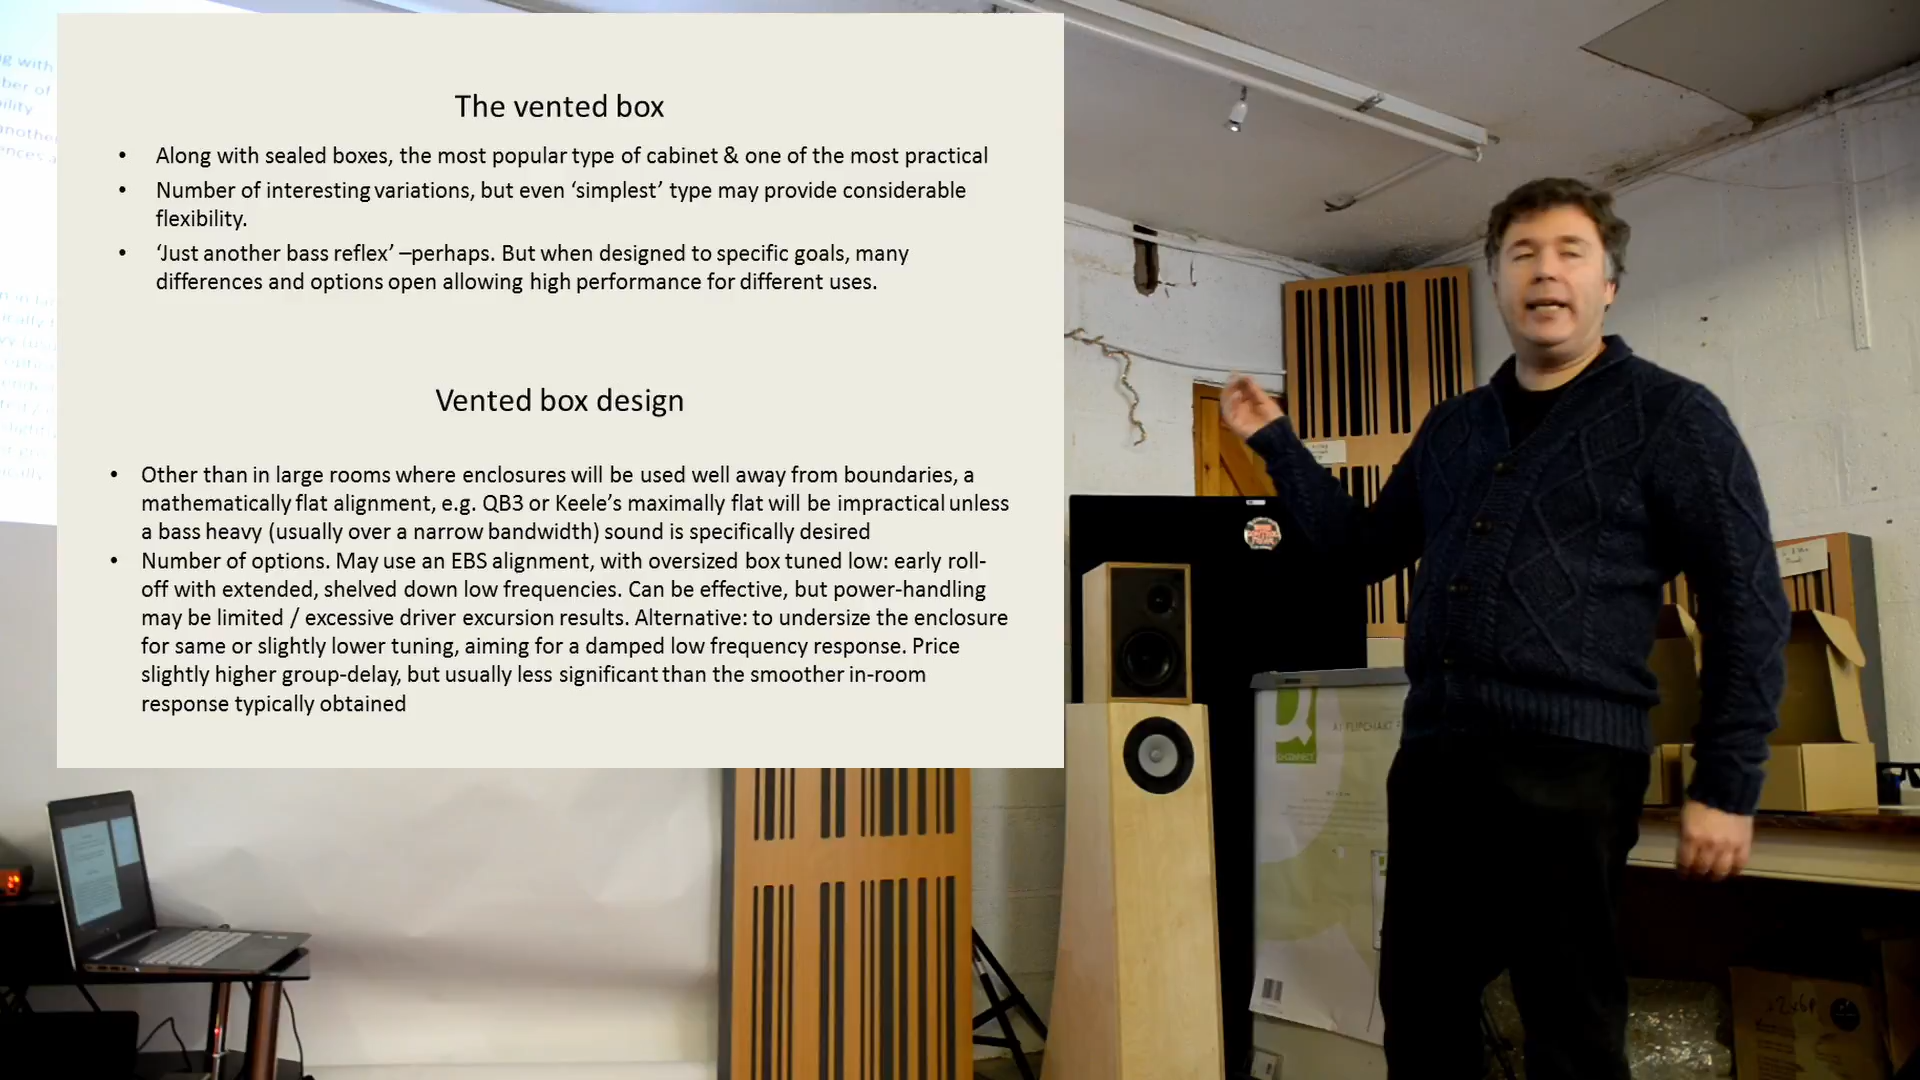 The vented box
• Along with sealed boxes, the most popular type of cabinet & one of the most practical
• Number of interesting variations, but even ‘simplest’ type may provide considerable
flexibility.
• ‘Just another bass reflex’ –perhaps. But when designed to specific goals, many
differences and options open allowing high performance for different uses.
Vented box design
• Other than in large rooms where enclosures will be used well away from boundaries, a
mathematically flat alignment, e.g. QB3 or Keele’s maximally flat will be impractical unless
a bass heavy (usually over a narrow bandwidth) sound is specifically desired
• Number of options. May use an EBS alignment, with oversized box tuned low: early roll-
off with extended, shelved down low frequencies. Can be effective, but power-handling
may be limited / excessive driver excursion results. Alternative: to undersize the enclosure
for same or slightly lower tuning, aiming for a damped low frequency response. Price
slightly higher group-delay, but usually less significant than the smoother in-room
response typically obtained
A1 FLIPCHART